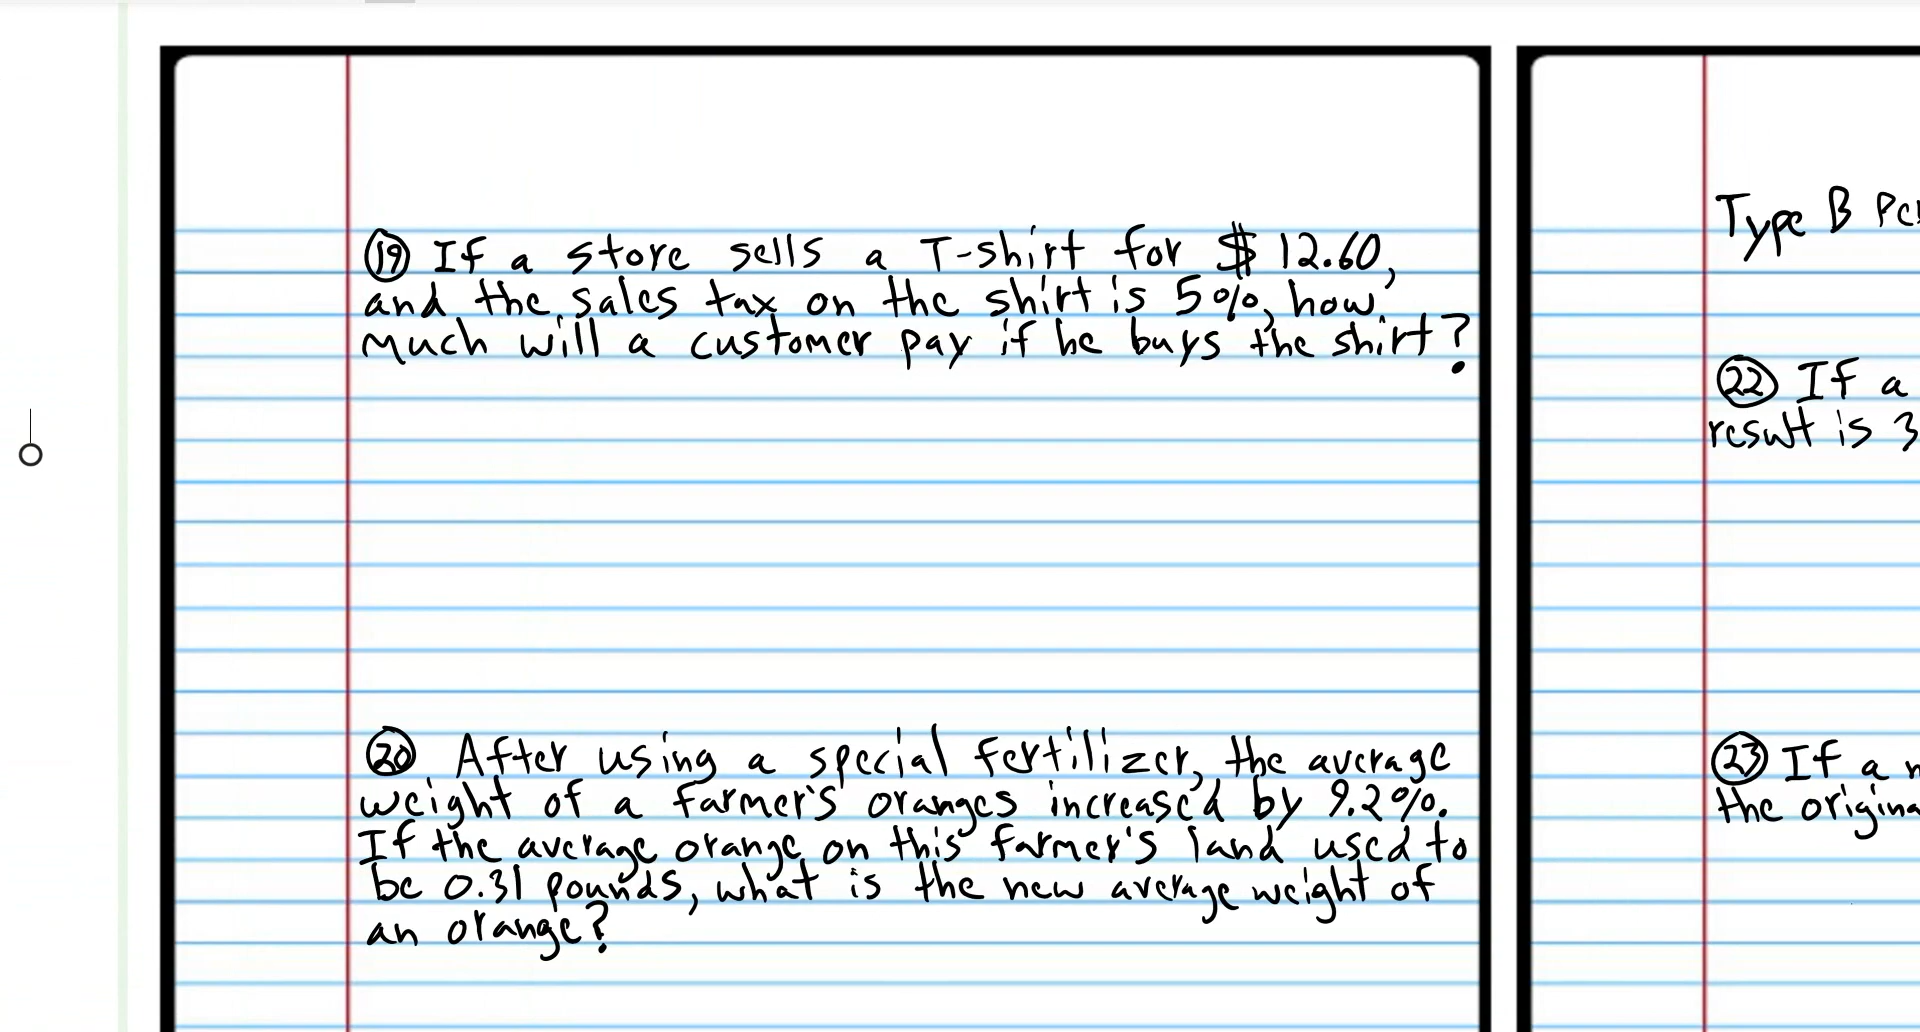 (19) If a store sells a T-shirt for $ 12.60,
and the sales tax on the shirt is 5%, how
much will a customer pay if he buys the shirt?
(20) After using a special fertilizer, the average
weight of a farmer's oranges increas'd by 9.2%.
If the average orange on this farmer's land used to
be 0.31 pounds, what is the new average weight of
an orange?
Type B
(22) If a
result is 3
(23) If a
the